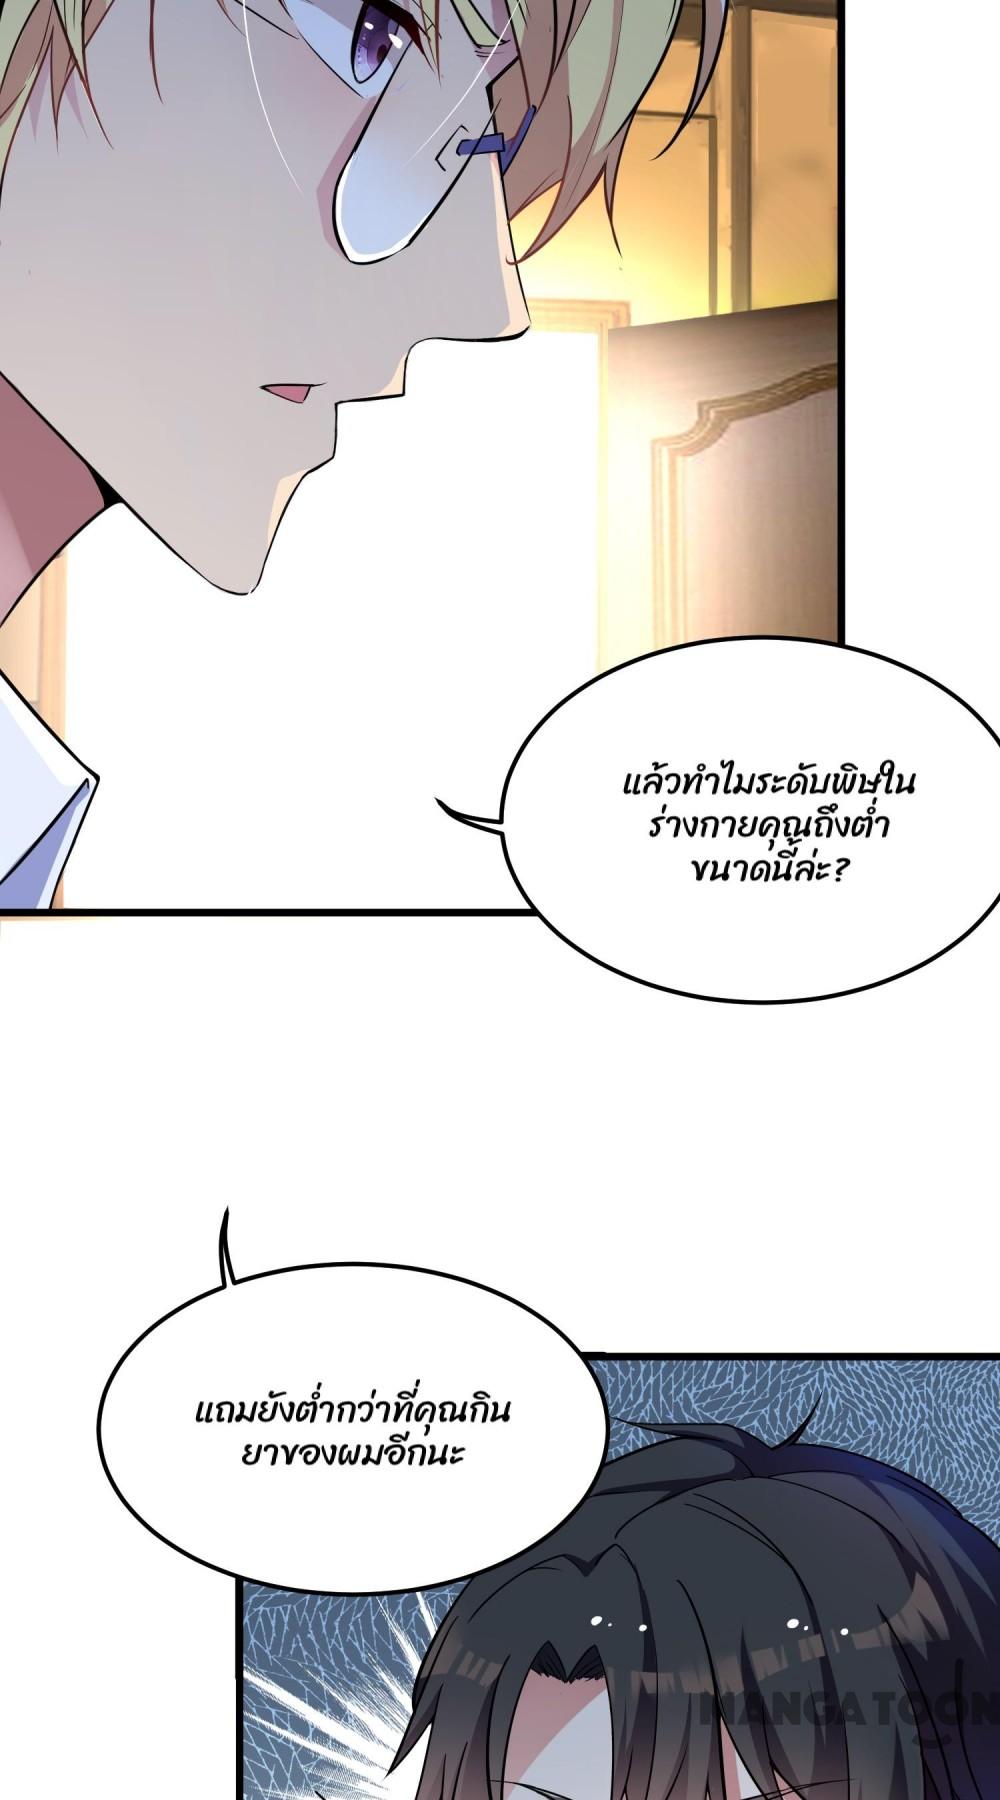 แล้วทำไมระดับพิษใน
ร่างกายคุณถึงต่ำ
ขนาดนี้ล่ะ?
แถมยังต่ำกว่าที่คุณกิน
ยาของผมอีกนะ
MANGATOON